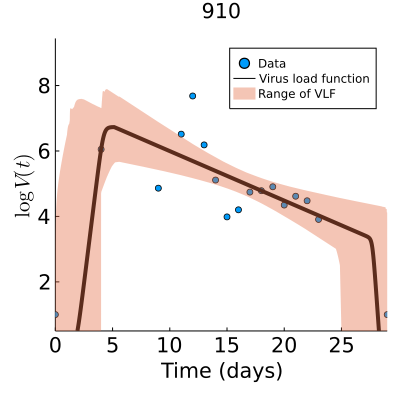 910
Data
Virus load function
Range of VLF
log V(t)
8
6
4
2
0 5 10 15 20 25
Time (days)